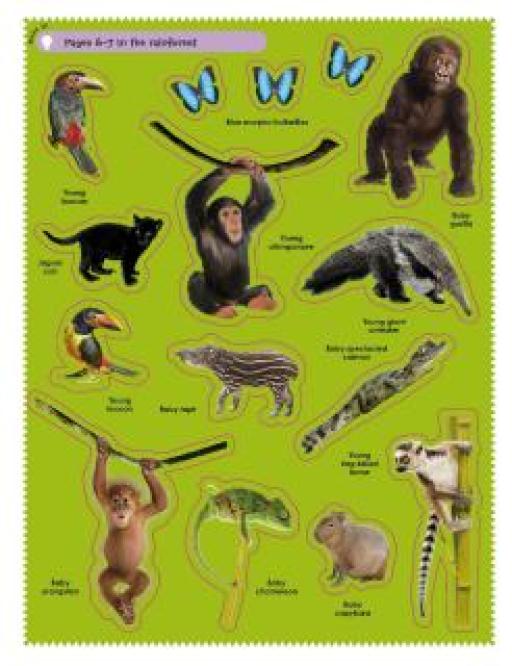 Pages 6-7 In the rainforest
Blue morpho butterflies
Young
toucan
Baby
gorilla
Young
chimpanzee
Jaguar
cub
Young giant
anteater
Baby spectacled
caiman
Young
toucan
Baby tapir
Young
ring-tailed
lemur
Baby
orangutan
Baby
chameleon
Baby
capybara